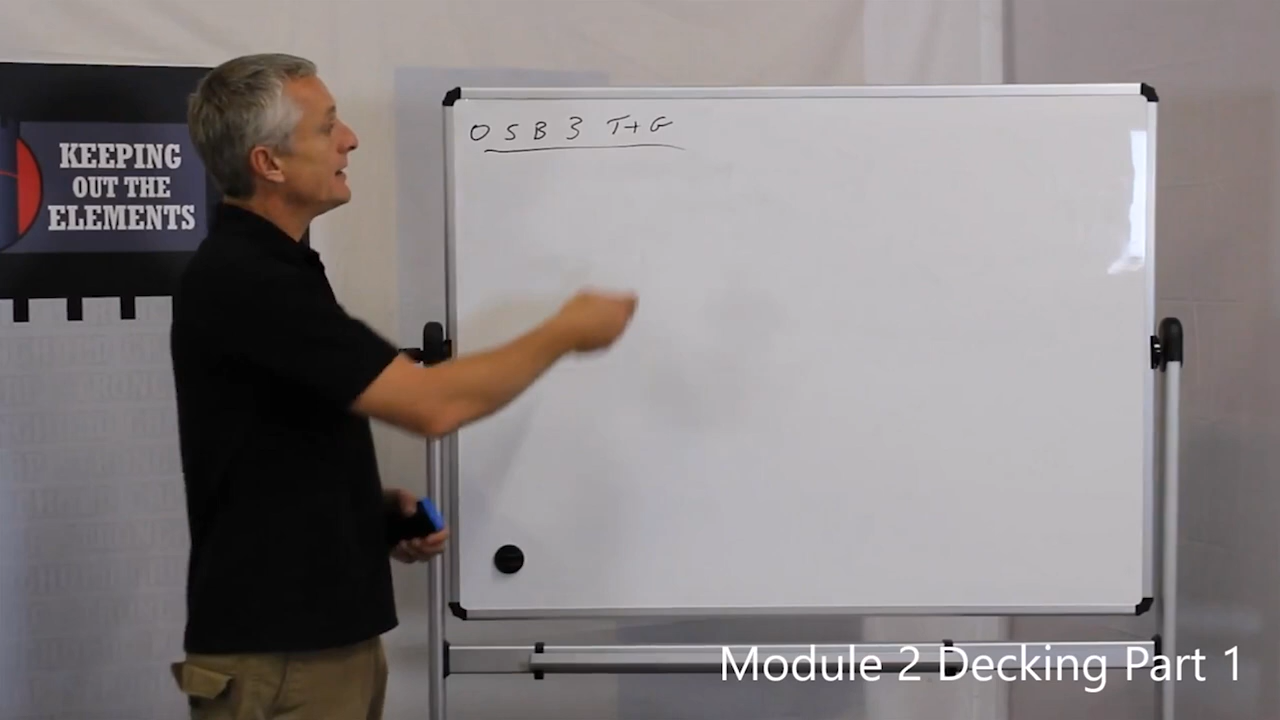 KEEPING
OUT THE
ELEMENTS
O S B 3 T+G
Module 2 Decking Part 1